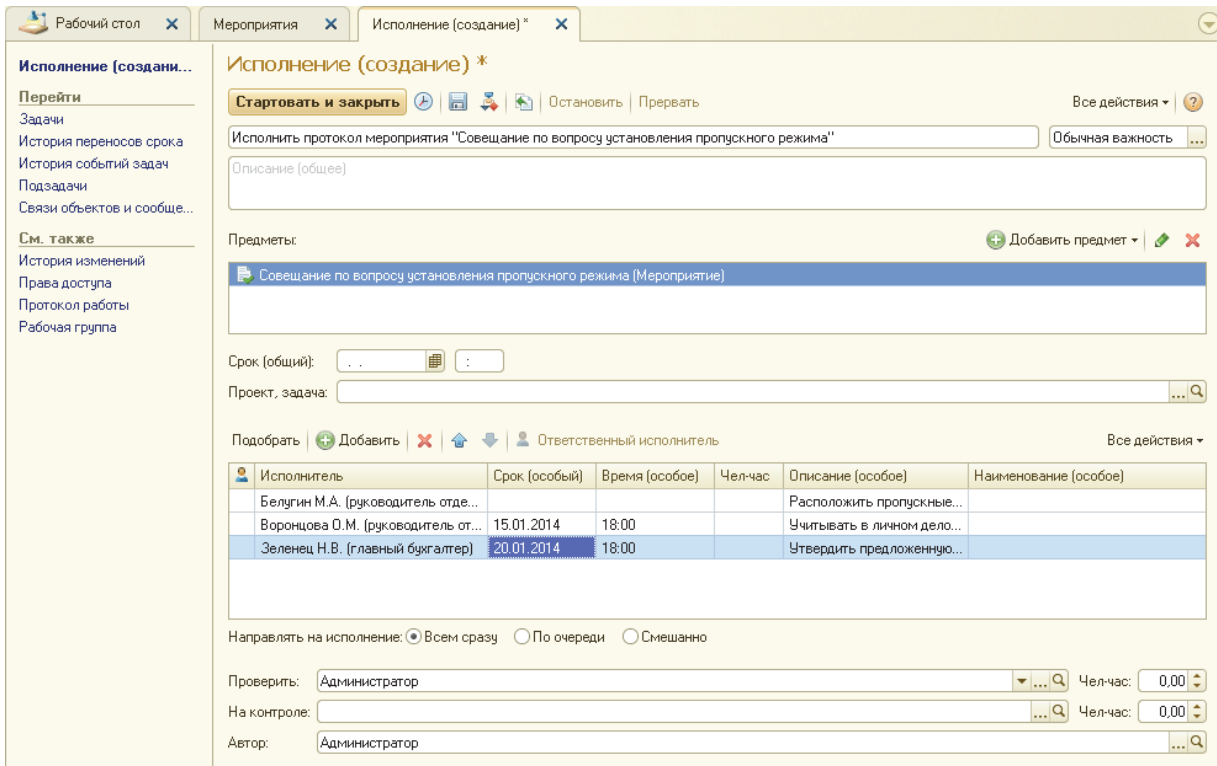 Рабочий стол Мероприятия Исполнение (создание) *
Исполнение (создани...
Перейти
Задачи
История переносов срока
История событий задач
Подзадачи
Связи объектов и сообще...
См. также
История изменений
Права доступа
Протокол работы
Рабочая группа
Исполнение (создание) *
Стартовать и закрыть Остановить Прервать Все действия
Исполнить протокол мероприятия "Совещание по вопросу установления пропускного режима" Обычная важность ...
Описание (общее)
Предметы: Добавить предмет
Совещание по вопросу установления пропускного режима (Мероприятие)
Срок (общий): . . :
Проект, задача: ...
Подобрать Добавить Ответственный исполнитель Все действия
Исполнитель Срок (особый) Время (особое) Чел-час Описание (особое) Наименование (особое)
Белугин М.А. (руководитель отде... Расположить пропускные...
Воронцова О.М. (руководитель от... 15.01.2014 18:00 Учитывать в личном дело...
Зеленец Н.В. (главный бухгалтер) 20.01.2014 18:00 Утвердить предложенную...
Направлять на исполнение: Всем сразу По очереди Смешанно
Проверить: Администратор ... Чел-час: 0,00
На контроле: ... Чел-час: 0,00
Автор: Администратор ...